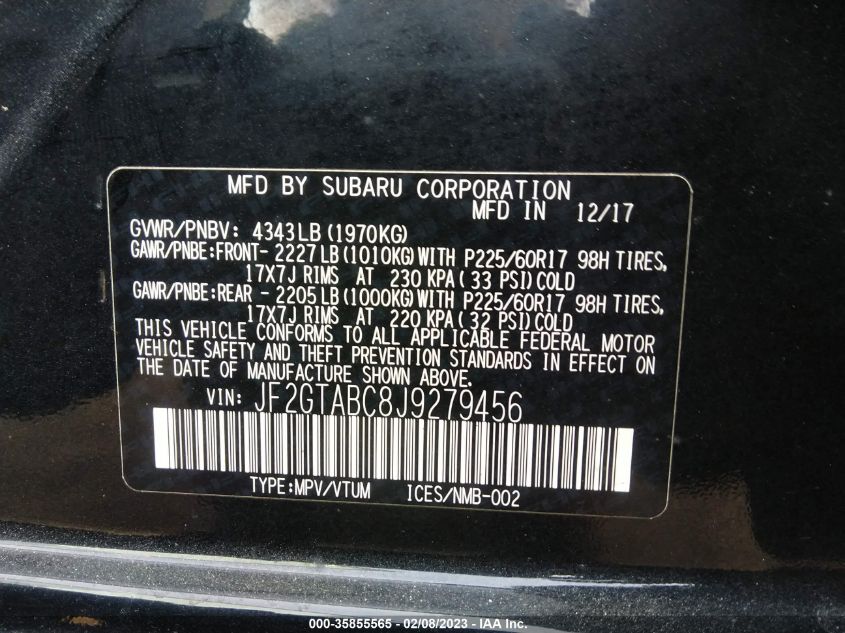 MFD BY SUBARU CORPORATION
MFD IN 12/17
GVWR/PNBV: 4343LB (1970KG)
GAWR/PNBE:FRONT- 2227LB (1010KG) WITH P225/60R17 98H TIRES,
17X7J RIMS AT 230 KPA( 33 PSI) COLD
GAWR/PNBE:REAR - 2205LB (1000KG) WITH P225/60R17 98H TIRES,
17X7J RIMS AT 220 KPA( 32 PSI) COLD
THIS VEHICLE CONFORMS TO ALL APPLICABLE FEDERAL MOTOR
VEHICLE SAFETY AND THEFT PREVENTION STANDARDS IN EFFECT ON
THE DATE OF MANUFACTURE SHOWN ABOVE.
VIN: JF2GTABC8J9279456
TYPE:MPV/VTUM ICES/NMB-002
000-35855565 - 02/08/2023 - IAA Inc.